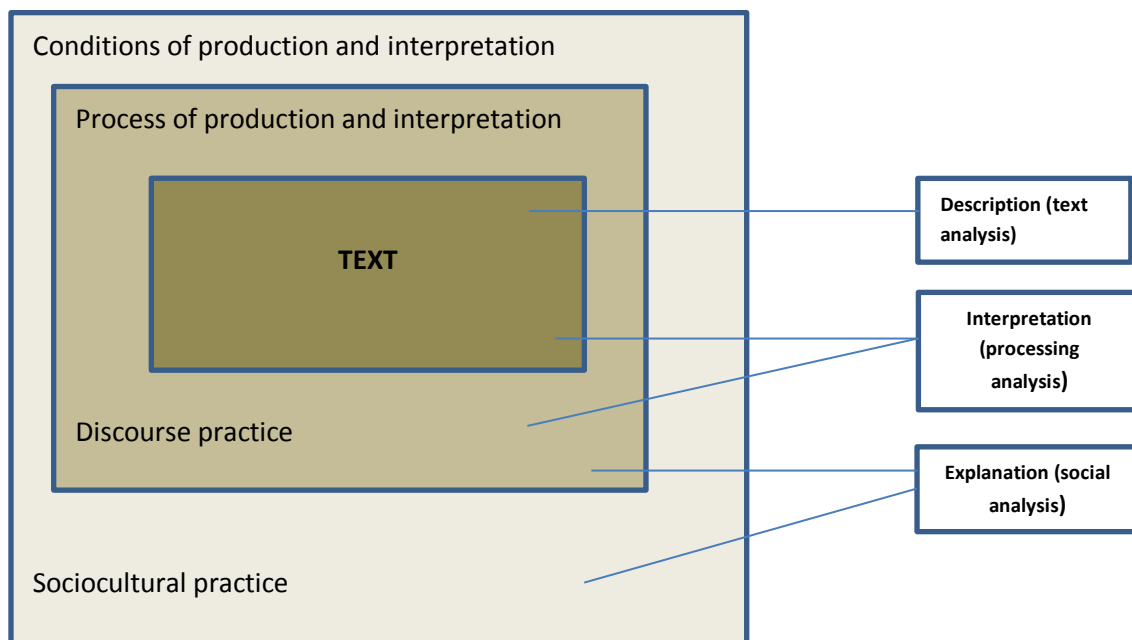 Conditions of production and interpretation
Process of production and interpretation
TEXT
Discourse practice
Sociocultural practice
Description (text
analysis)
Interpretation
(processing
analysis)
Explanation (social
analysis)